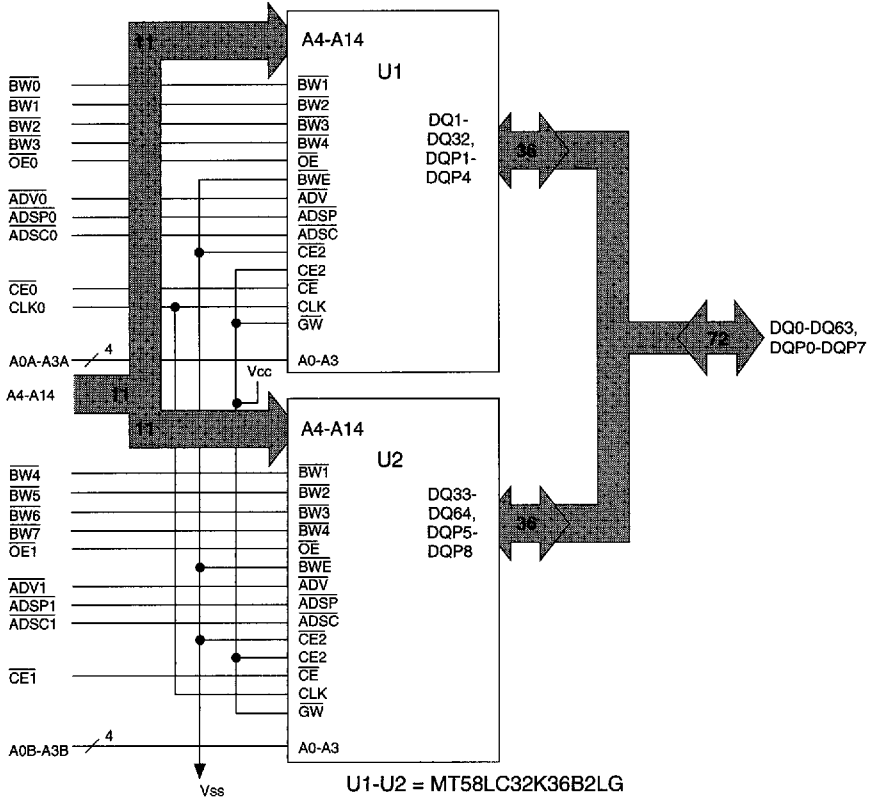 11
A4-A14
U1
BW0
BW1
BW1
BW2
BW2
BW3
BW3
BW4
OE0
OE
BWE
ADV0
ADV
ADSP0
ADSP
ADSC0
ADSC
CE2
CE2
CE0
CE
CLK0
CLK
GW
A0A-A3A
4
A0-A3
DQ1-
DQ32,
DQP1-
DQP4
36
72
DQ0-DQ63,
DQP0-DQP7
Vcc
A4-A14
11
11
A4-A14
U2
BW4
BW1
BW5
BW2
BW6
BW3
BW7
BW4
OE1
OE
BWE
ADV1
ADV
ADSP1
ADSP
ADSC1
ADSC
CE2
CE2
CE1
CE
CLK
GW
A0B-A3B
4
A0-A3
DQ33-
DQ64,
DQP5-
DQP8
36
Vss
U1-U2 = MT58LC32K36B2LG